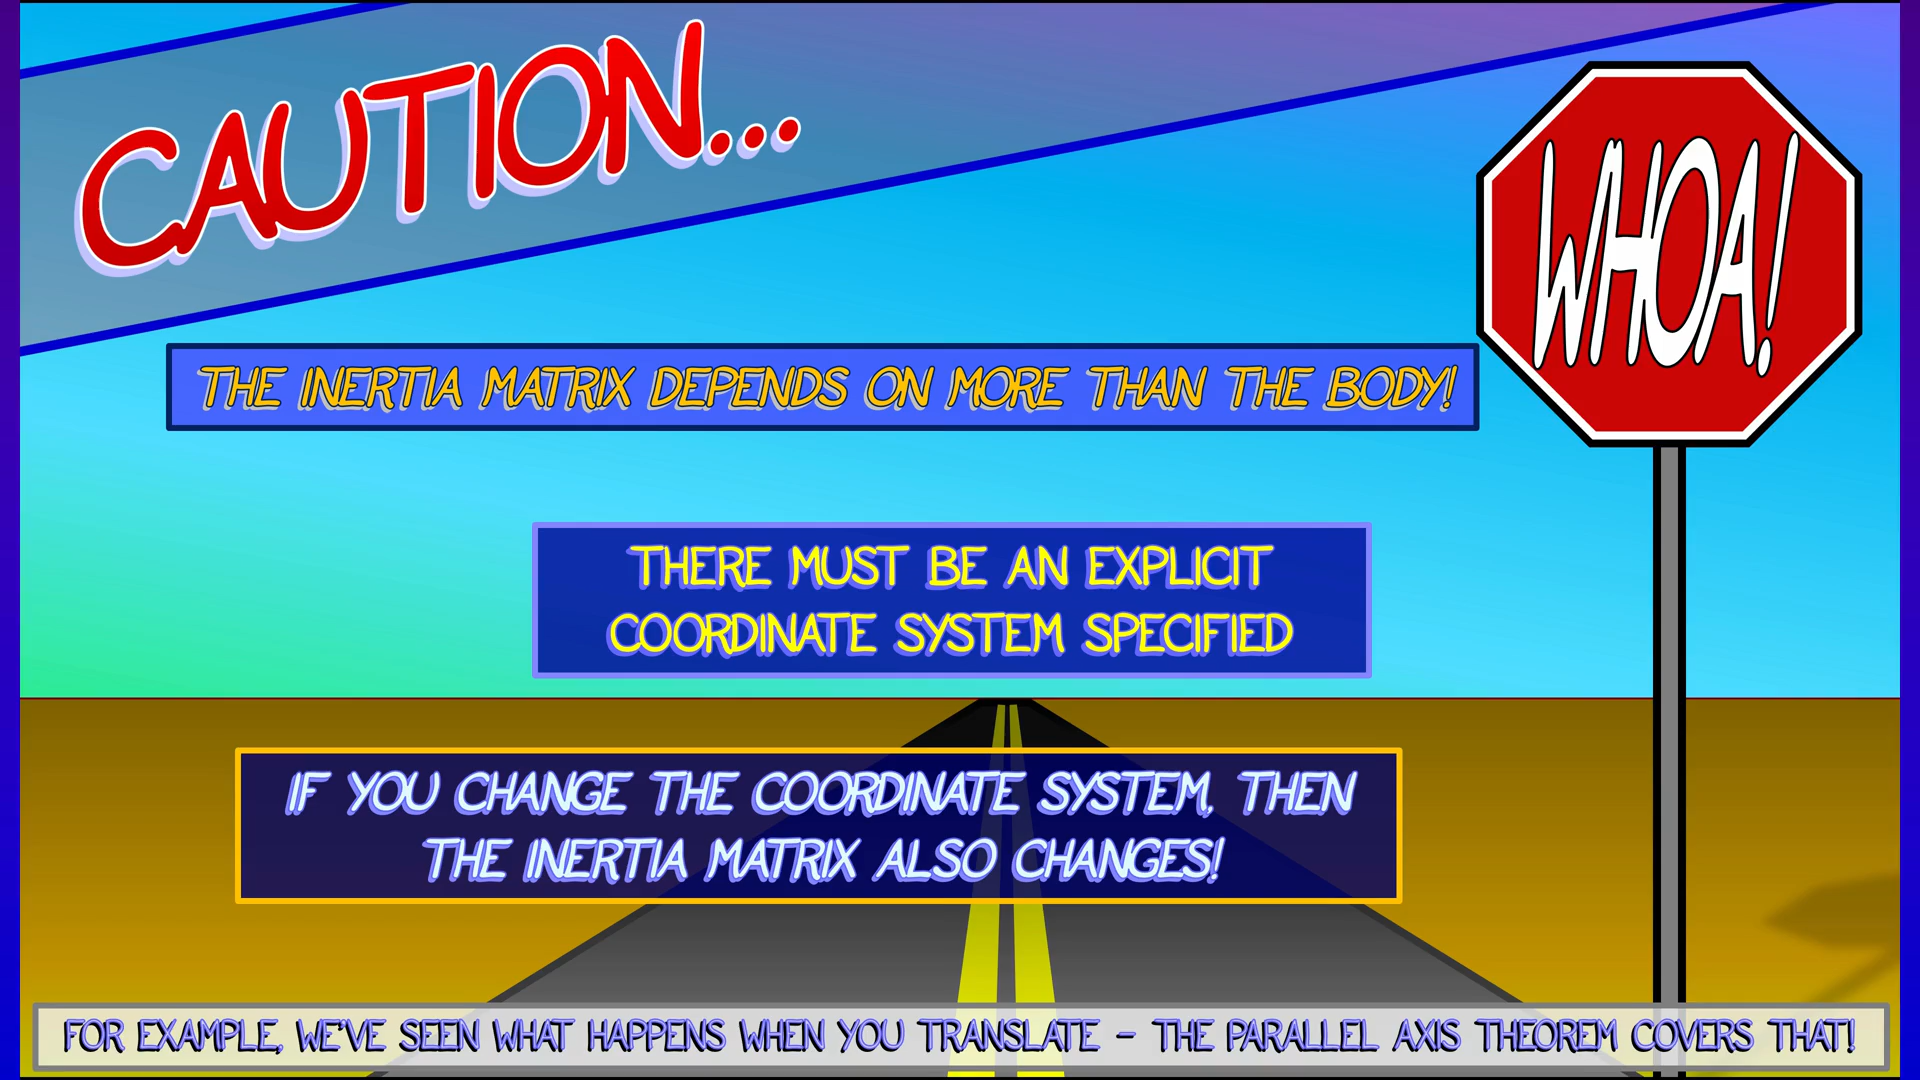 CAUTION...
WHOA!
THE INERTIA MATRIX DEPENDS ON MORE THAN THE BODY!
THERE MUST BE AN EXPLICIT
COORDINATE SYSTEM SPECIFIED
IF YOU CHANGE THE COORDINATE SYSTEM, THEN
THE INERTIA MATRIX ALSO CHANGES!
FOR EXAMPLE, WE'VE SEEN WHAT HAPPENS WHEN YOU TRANSLATE – THE PARALLEL AXIS THEOREM COVERS THAT!